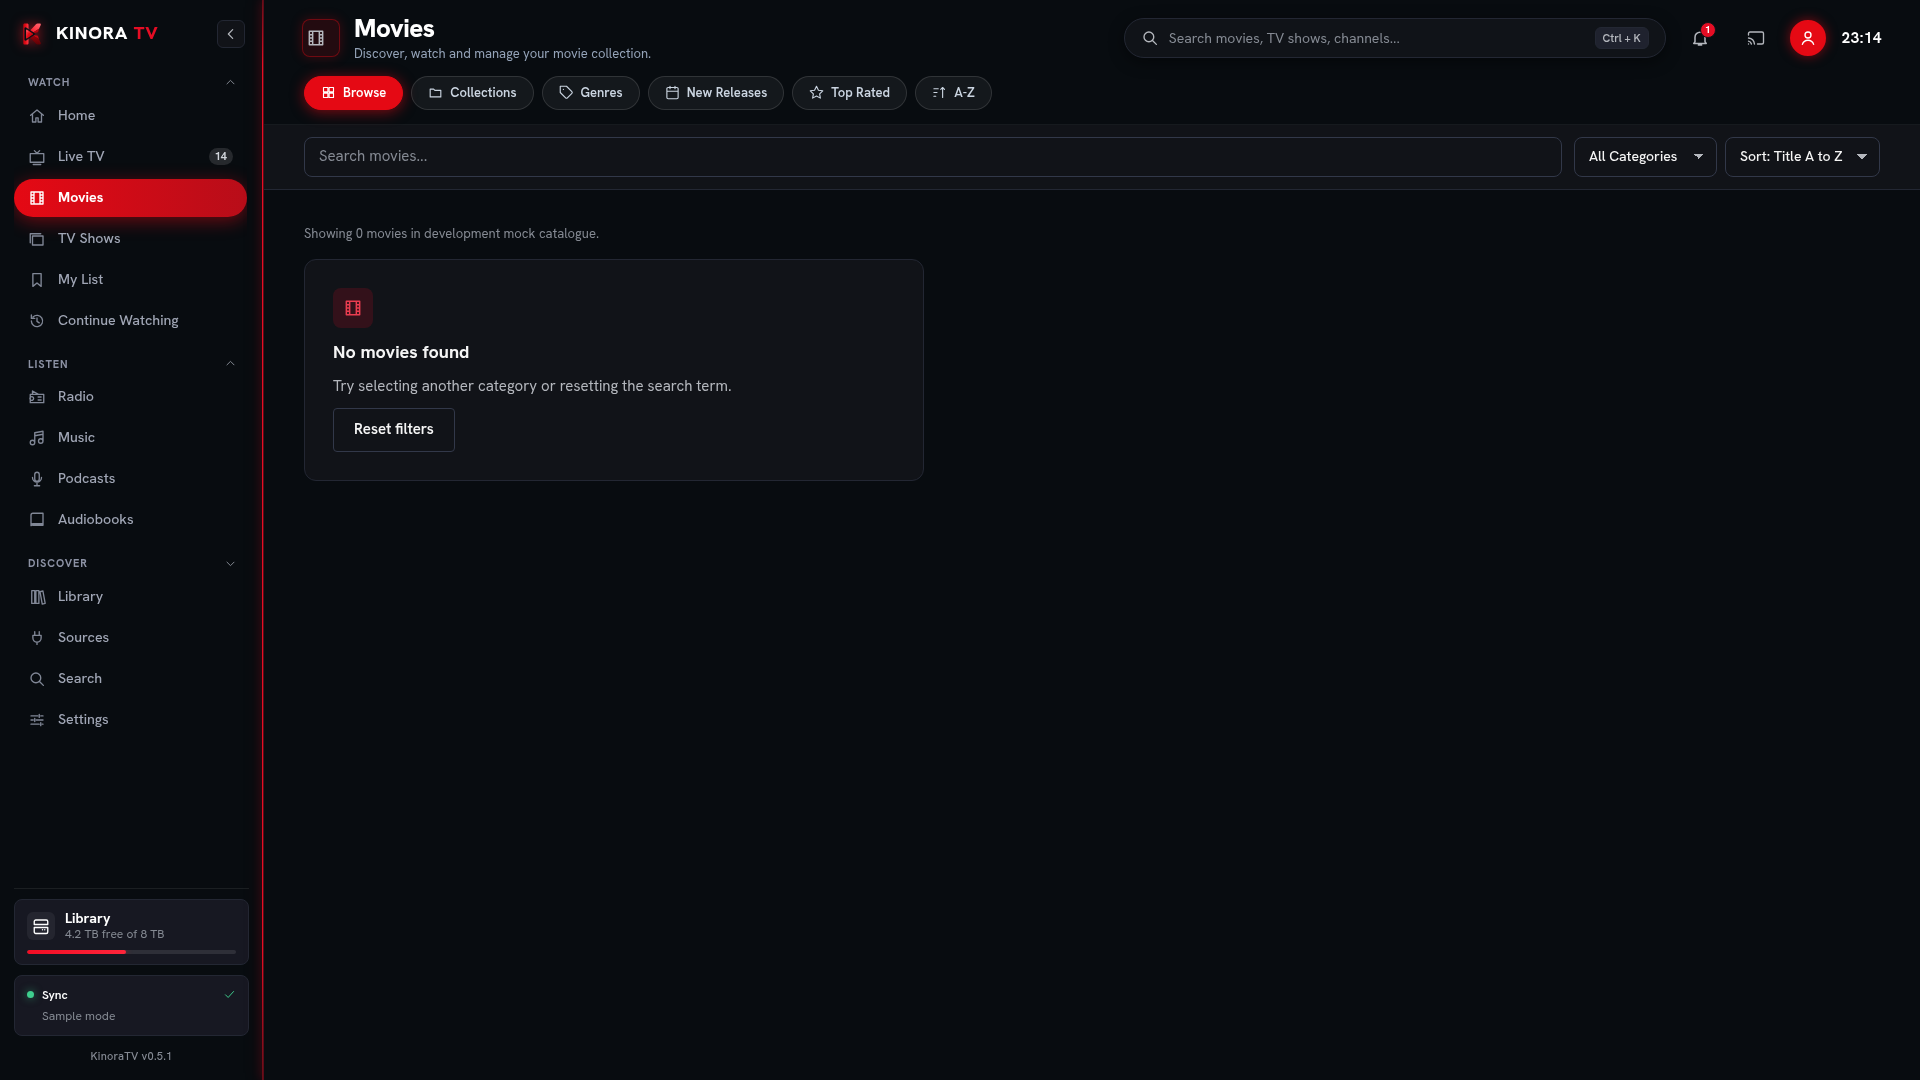 KINORA TV
WATCH
Home
Live TV
14
Movies
TV Shows
My List
Continue Watching
LISTEN
Radio
Music
Podcasts
Audiobooks
DISCOVER
Library
Sources
Search
Settings
Library
4.2 TB free of 8 TB
Sync
Sample mode
KinoraTV v0.5.1
Movies
Discover, watch and manage your movie collection.
Search movies, TV shows, channels...
Ctrl + K
1
23:14
Browse
Collections
Genres
New Releases
Top Rated
A-Z
Search movies...
All Categories
Sort: Title A to Z
Showing 0 movies in development mock catalogue.
No movies found
Try selecting another category or resetting the search term.
Reset filters